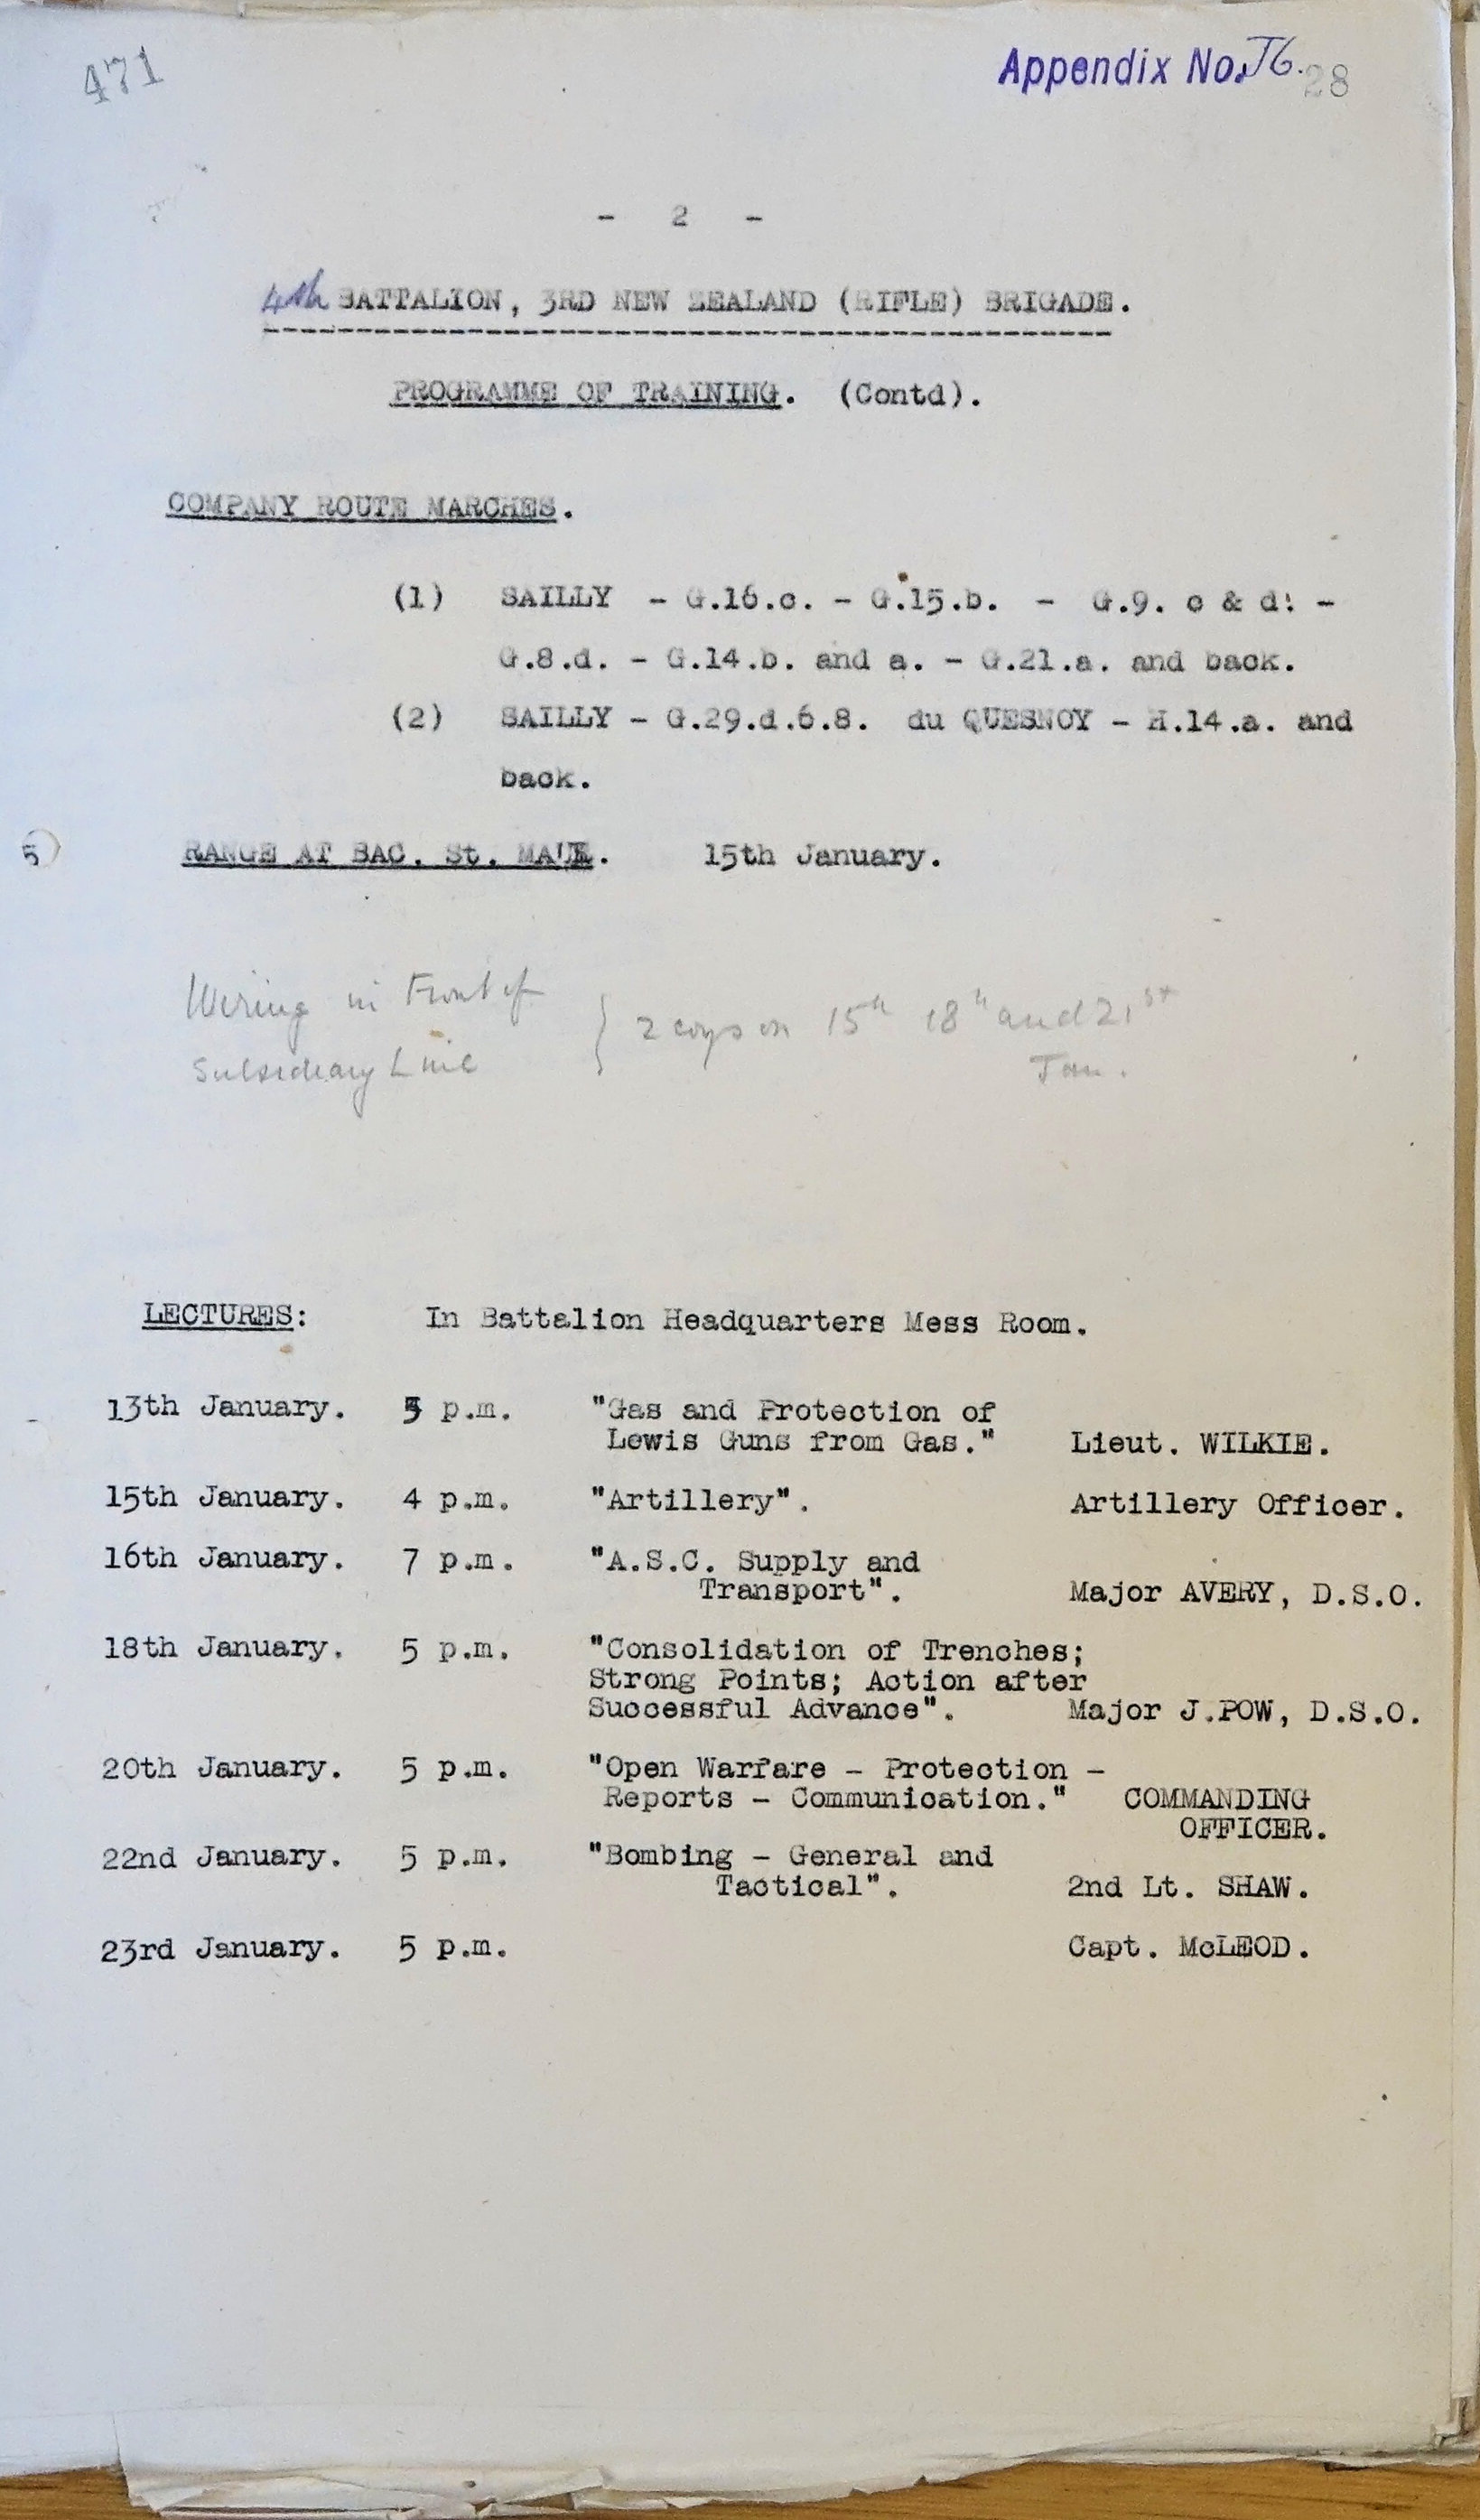 471
Appendix No. J6. 28
- 2 -
4th BATTALION, 3RD NEW ZEALAND (RIFLE) BRIGADE.
PROGRAMME OF TRAINING. (Contd).
COMPANY ROUTE MARCHES.
(1) SAILLY - G.16.c. - G.15.b. - G.9. c & d: -
G.8.d. - G.14.b. and a. - G.21.a. and back.
(2) SAILLY - G.29.d.6.8. du QUESNOY - H.14.a. and
back.
5
RANGE AT BAC. St. MAUR. 15th January.
Wiring in Front of
Subsidiary Line } 2 coys on 15th 18th and 21st
Jan.
LECTURES: In Battalion Headquarters Mess Room.
13th January. 5 p.m. "Gas and Protection of
Lewis Guns from Gas." Lieut. WILKIE.
15th January. 4 p.m. "Artillery". Artillery Officer.
16th January. 7 p.m. "A.S.C. Supply and
Transport". Major AVERY, D.S.O.
18th January. 5 p.m. "Consolidation of Trenches;
Strong Points; Action after
Successful Advance". Major J.POW, D.S.O.
20th January. 5 p.m. "Open Warfare - Protection -
Reports - Communication." COMMANDING
OFFICER.
22nd January. 5 p.m. "Bombing - General and
Tactical". 2nd Lt. SHAW.
23rd January. 5 p.m. Capt. McLEOD.